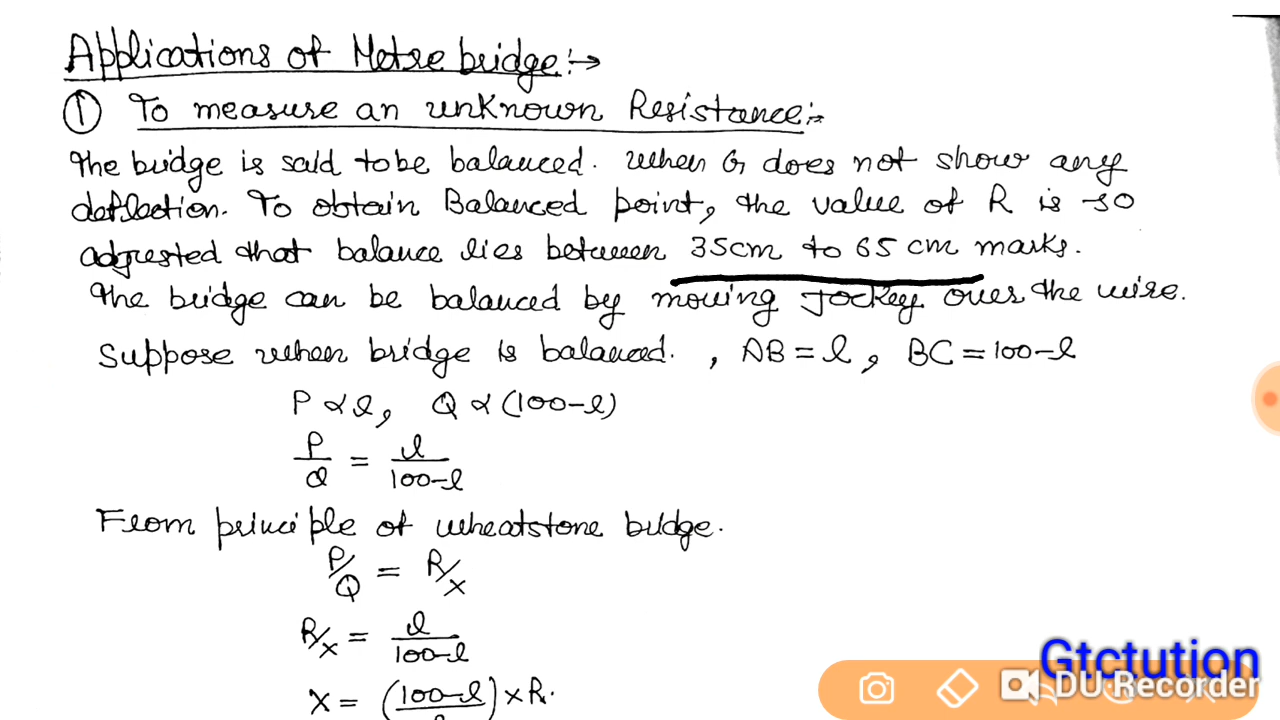 Applications of Metre bridge:→
① To measure an unknown Resistance:-
The bridge is said to be balanced. when G does not show any
deflection. To obtain Balanced point, the value of R is so
adjusted that balance lies between 35cm to 65 cm marks.
The bridge can be balanced by moving Jockey over the wire.
Suppose when bridge is balanced. , AB = l, BC = 100-l
P ∝ l, Q ∝ (100-l)
P/Q = l/100-l
From principle of wheatstone bridge.
P/Q = R/X
R/X = l/100-l
X = (100-l/l) × R.
Gtctution
DU Recorder